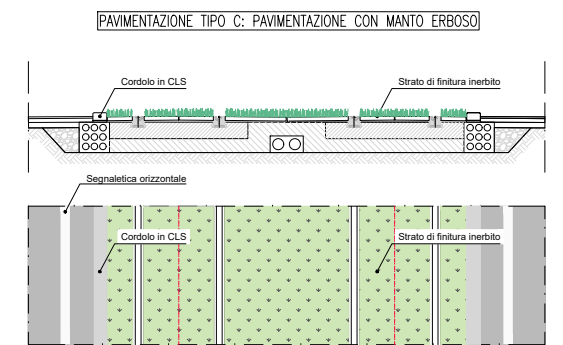 PAVIMENTAZIONE TIPO C: PAVIMENTAZIONE CON MANTO ERBOSO
Cordolo in CLS
Strato di finitura inerbito
Segnaletica orizzontale
Cordolo in CLS
Strato di finitura inerbito